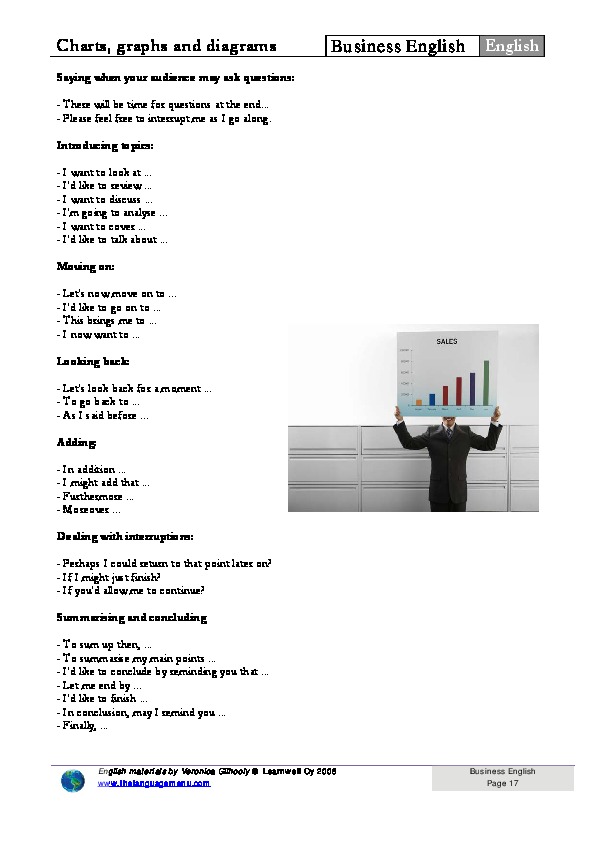 Charts, graphs and diagrams
Business English
English
Saying when your audience may ask questions:
- There will be time for questions at the end...
- Please feel free to interrupt me as I go along.
Introducing topics:
- I want to look at ...
- I'd like to review ...
- I want to discuss ...
- I'm going to analyse ...
- I want to cover ...
- I'd like to talk about ...
Moving on:
- Let's now move on to ...
- I'd like to go on to ...
- This brings me to ...
- I now want to ...
Looking back:
- Let's look back for a moment ...
- To go back to ...
- As I said before ...
SALES
Adding:
- In addition ...
- I might add that ...
- Furthermore ...
- Moreover ...
Dealing with interruptions:
- Perhaps I could return to that point later on?
- If I might just finish?
- If you'd allow me to continue?
Summarising and concluding
- To sum up then, ...
- To summarise my main points ...
- I'd like to conclude by reminding you that ...
- Let me end by ...
- I'd like to finish ...
- In conclusion, may I remind you ...
- Finally, ...
English materials by Veronica Gilhooly © Learnwell Oy 2006
www.thelanguagemenu.com
Business English
Page 17